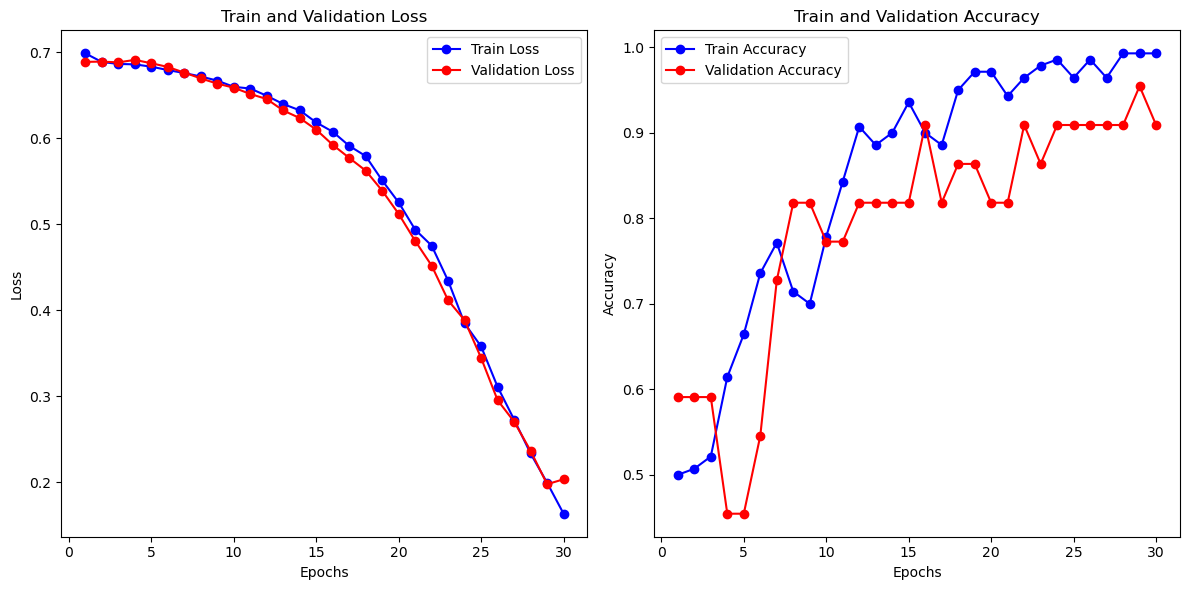 Train and Validation Loss
Train Loss
Validation Loss
0.7
0.6
0.5
0.4
0.3
0.2
Loss
0 5 10 15 20 25 30
Epochs
Train and Validation Accuracy
Train Accuracy
Validation Accuracy
1.0
0.9
0.8
0.7
0.6
0.5
Accuracy
0 5 10 15 20 25 30
Epochs